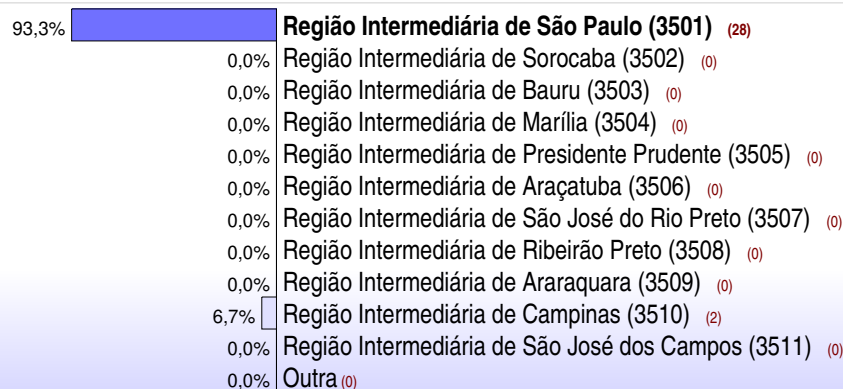 93,3% Região Intermediária de São Paulo (3501) (28)
0,0% Região Intermediária de Sorocaba (3502) (0)
0,0% Região Intermediária de Bauru (3503) (0)
0,0% Região Intermediária de Marília (3504) (0)
0,0% Região Intermediária de Presidente Prudente (3505) (0)
0,0% Região Intermediária de Araçatuba (3506) (0)
0,0% Região Intermediária de São José do Rio Preto (3507) (0)
0,0% Região Intermediária de Ribeirão Preto (3508) (0)
0,0% Região Intermediária de Araraquara (3509) (0)
6,7% Região Intermediária de Campinas (3510) (2)
0,0% Região Intermediária de São José dos Campos (3511) (0)
0,0% Outra (0)